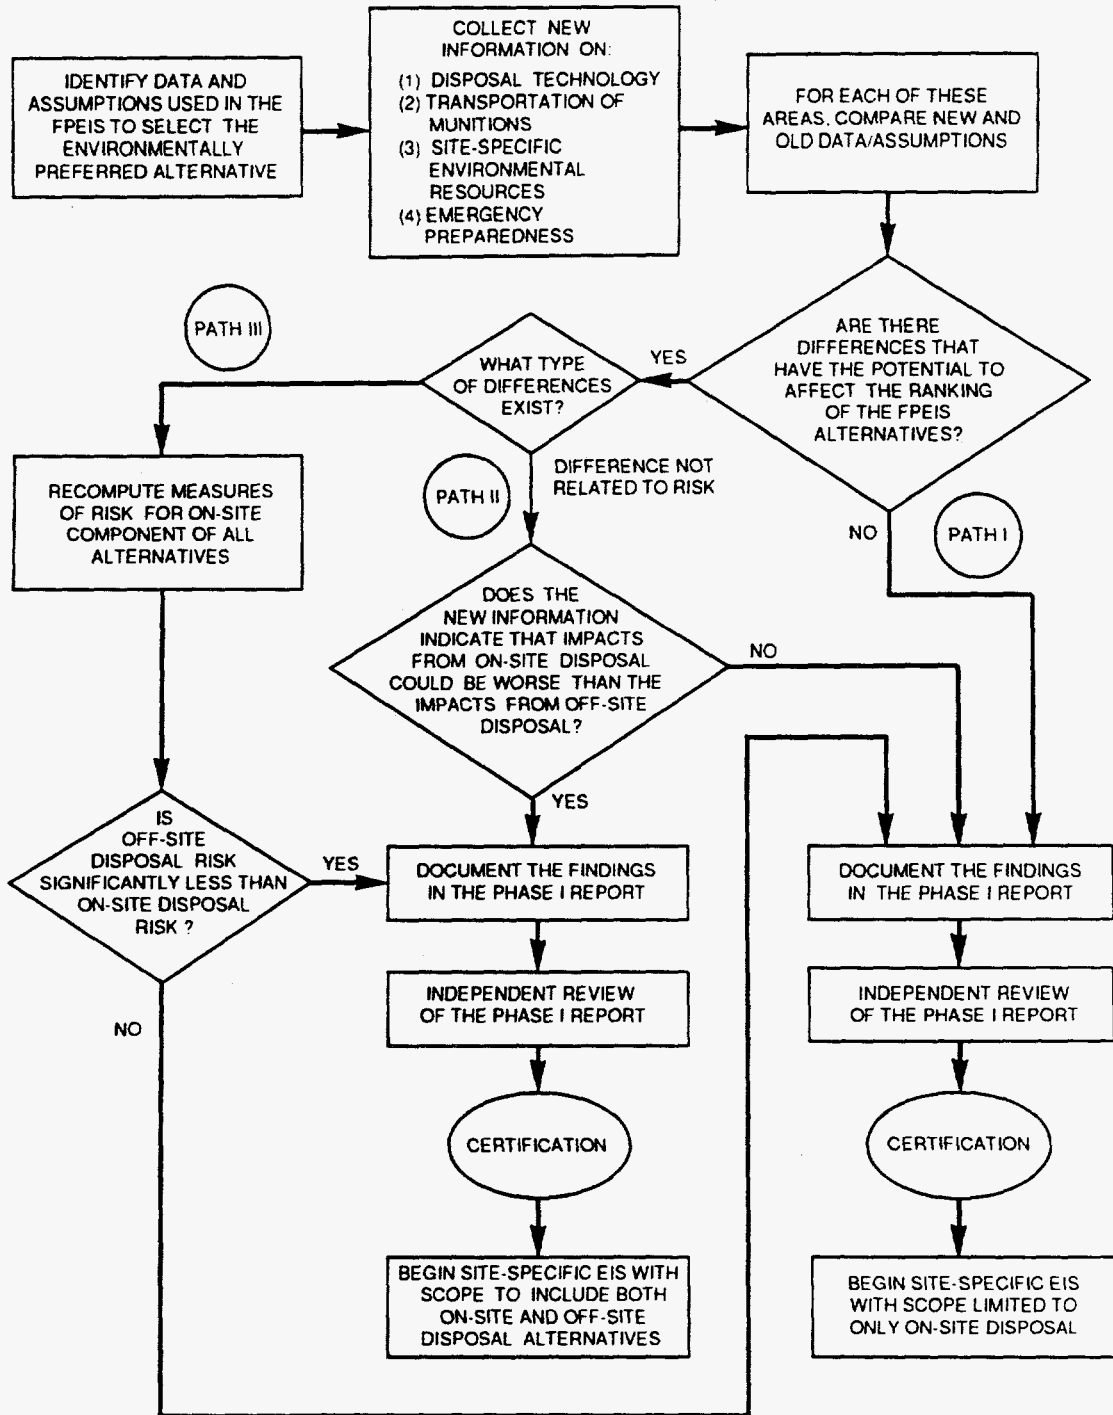 IDENTIFY DATA AND
ASSUMPTIONS USED IN THE
FPEIS TO SELECT THE
ENVIRONMENTALLY
PREFERRED ALTERNATIVE
COLLECT NEW
INFORMATION ON:
(1) DISPOSAL TECHNOLOGY
(2) TRANSPORTATION OF
MUNITIONS
(3) SITE-SPECIFIC
ENVIRONMENTAL
RESOURCES
(4) EMERGENCY
PREPAREDNESS
FOR EACH OF THESE
AREAS, COMPARE NEW AND
OLD DATA/ASSUMPTIONS
ARE THERE
DIFFERENCES THAT
HAVE THE POTENTIAL TO
AFFECT THE RANKING
OF THE FPEIS
ALTERNATIVES?
YES
WHAT TYPE
OF DIFFERENCES
EXIST?
PATH III
RECOMPUTE MEASURES
OF RISK FOR ON-SITE
COMPONENT OF ALL
ALTERNATIVES
PATH II
DIFFERENCE NOT
RELATED TO RISK
NO
PATH I
DOES THE
NEW INFORMATION
INDICATE THAT IMPACTS
FROM ON-SITE DISPOSAL
COULD BE WORSE THAN THE
IMPACTS FROM OFF-SITE
DISPOSAL?
NO
YES
IS
OFF-SITE
DISPOSAL RISK
SIGNIFICANTLY LESS THAN
ON-SITE DISPOSAL
RISK ?
YES
NO
DOCUMENT THE FINDINGS
IN THE PHASE I REPORT
INDEPENDENT REVIEW
OF THE PHASE I REPORT
CERTIFICATION
BEGIN SITE-SPECIFIC EIS WITH
SCOPE TO INCLUDE BOTH
ON-SITE AND OFF-SITE
DISPOSAL ALTERNATIVES
DOCUMENT THE FINDINGS
IN THE PHASE I REPORT
INDEPENDENT REVIEW
OF THE PHASE I REPORT
CERTIFICATION
BEGIN SITE-SPECIFIC EIS
WITH SCOPE LIMITED TO
ONLY ON-SITE DISPOSAL